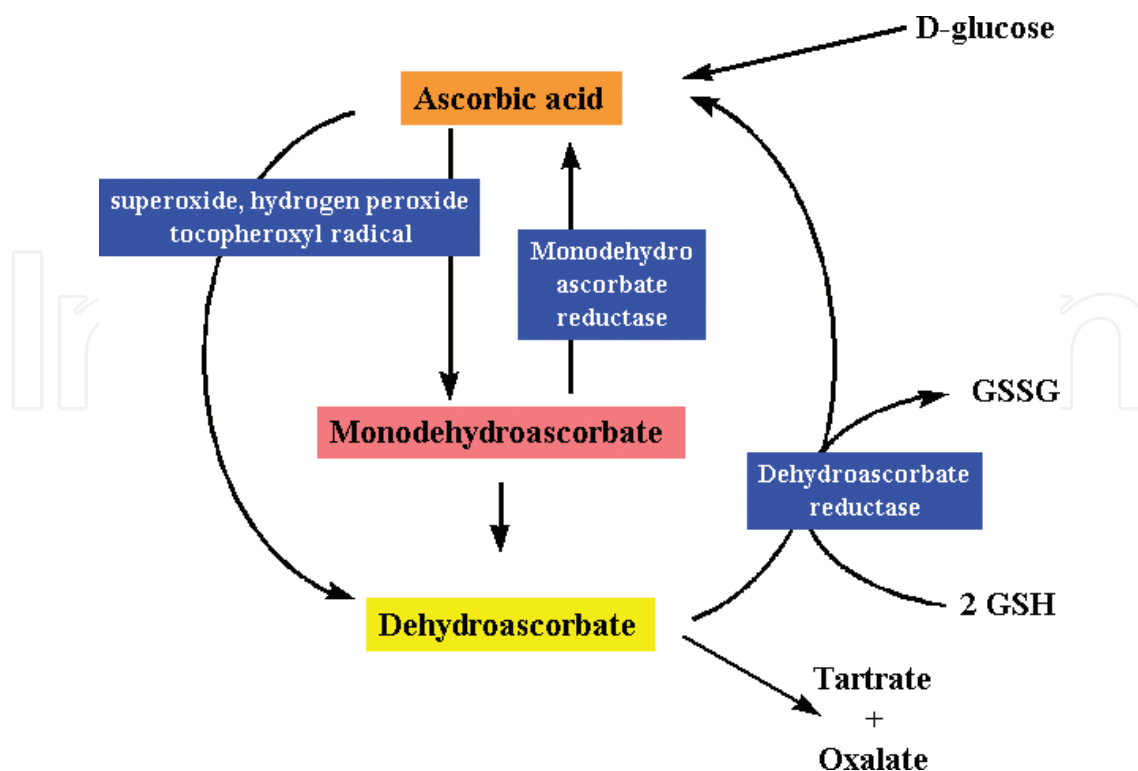 D-glucose
Ascorbic acid
superoxide, hydrogen peroxide
tocopheroxyl radical
Monodehydro
ascorbate
reductase
GSSG
Monodehydroascorbate
Dehydroascorbate
reductase
2 GSH
Dehydroascorbate
Tartrate
+
Oxalate